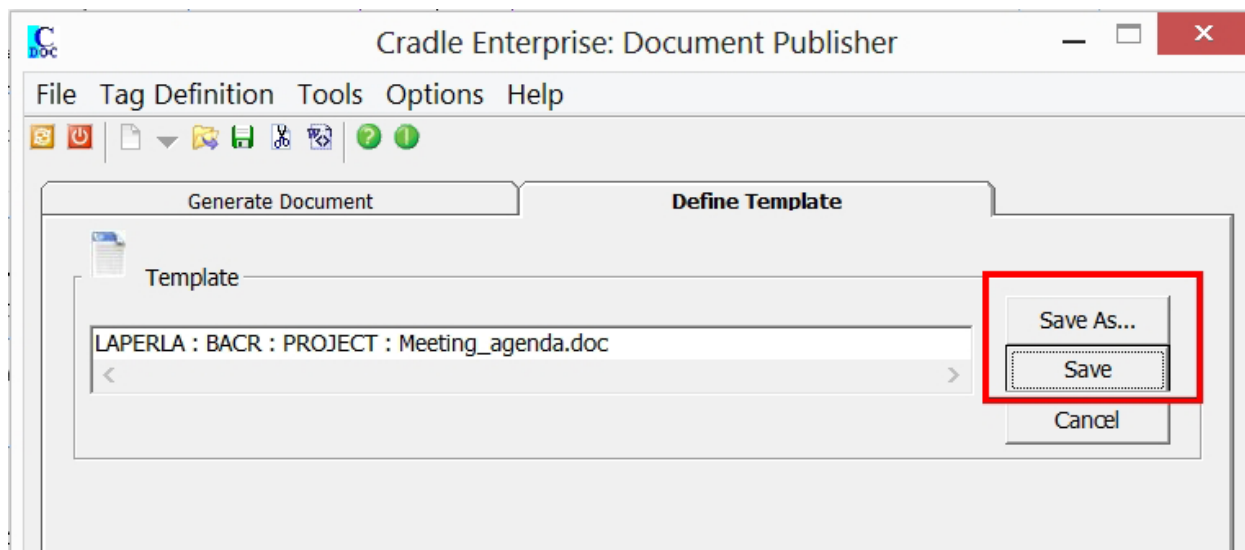 C
DOC
Cradle Enterprise: Document Publisher
File Tag Definition Tools Options Help
Generate Document
Define Template
Template
LAPERLA : BACR : PROJECT : Meeting_agenda.doc
Save As...
Save
Cancel